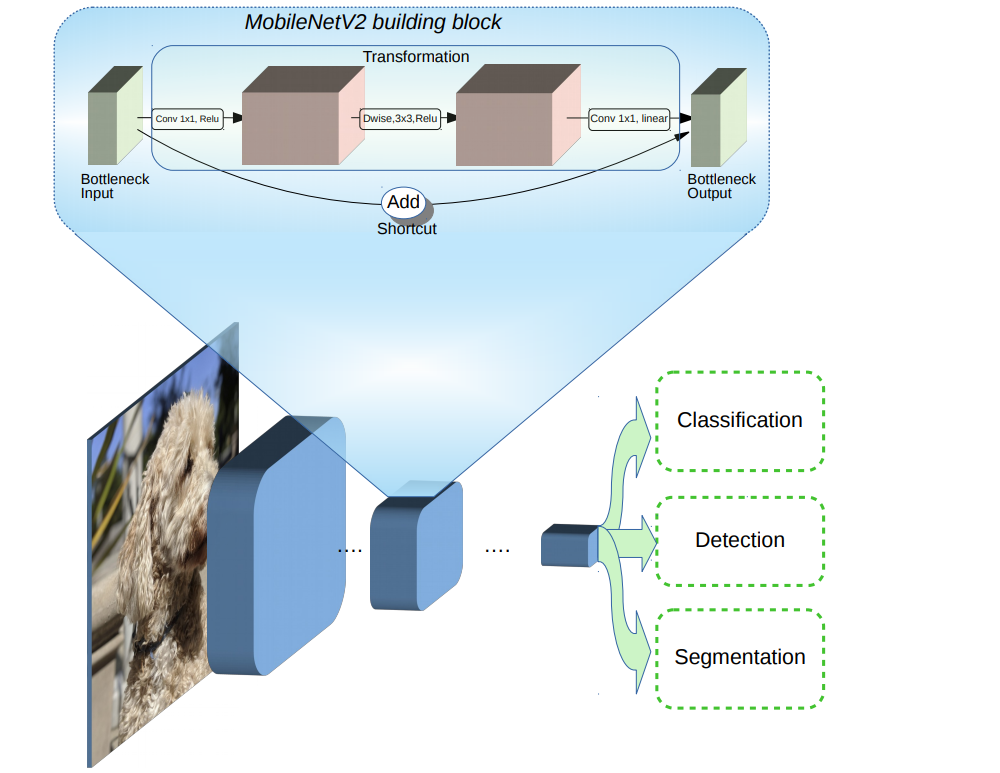 MobileNetV2 building block
Transformation
Conv 1x1, Relu
Dwise,3x3,Relu
Conv 1x1, linear
Bottleneck
Input
Bottleneck
Output
Add
Shortcut
....
....
Classification
Detection
Segmentation